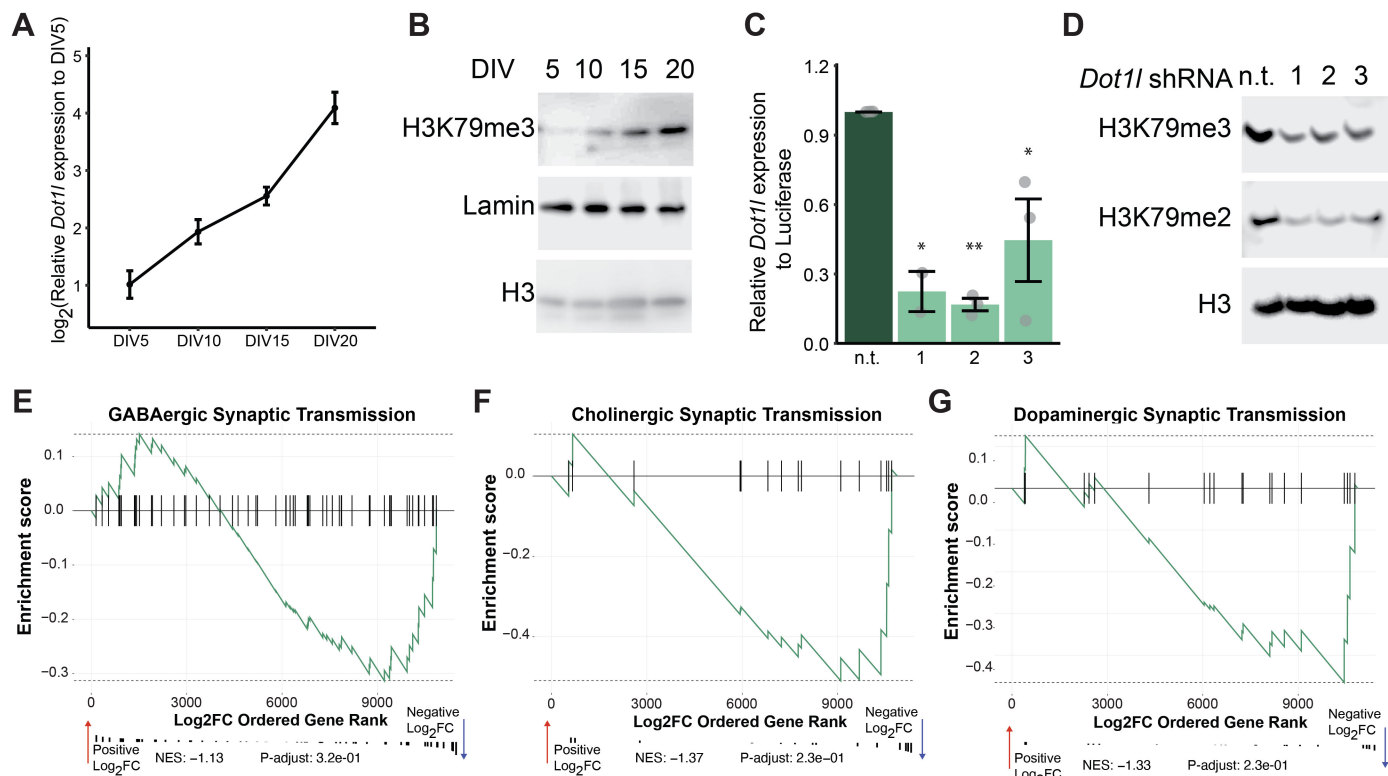 A
log2(Relative Dot1l expression to DIV5)
5
4
3
2
1
DIV5 DIV10 DIV15 DIV20
B
DIV 5 10 15 20
H3K79me3
Lamin
H3
C
Relative Dot1l expression
to Luciferase
1.2
0.9
0.6
0.3
0.0
* ** *
n.t. 1 2 3
D
Dot1l shRNA n.t. 1 2 3
H3K79me3
H3K79me2
H3
E
GABAergic Synaptic Transmission
Enrichment score
0.1
0.0
−0.1
−0.2
−0.3
0 3000 6000 9000
Log2FC Ordered Gene Rank
Positive
Log2FC
Negative
Log2FC
NES: −1.13 P-adjust: 3.2e-01
F
Cholinergic Synaptic Transmission
Enrichment score
0.0
−0.2
−0.4
0 3000 6000 9000
Log2FC Ordered Gene Rank
Positive
Log2FC
Negative
Log2FC
NES: −1.37 P-adjust: 2.3e-01
G
Dopaminergic Synaptic Transmission
Enrichment score
0.1
0.0
−0.1
−0.2
−0.3
−0.4
0 3000 6000 9000
Log2FC Ordered Gene Rank
Positive
Log2FC
Negative
Log2FC
NES: −1.33 P-adjust: 2.3e-01